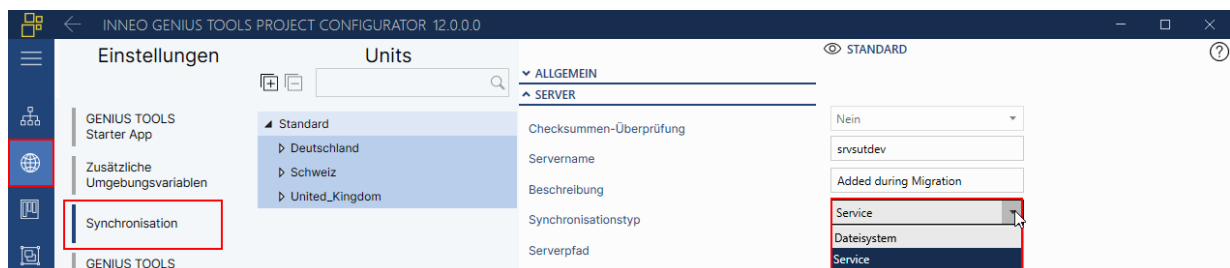 INNEO GENIUS TOOLS PROJECT CONFIGURATOR 12.0.0.0
Einstellungen
GENIUS TOOLS
Starter App
Zusätzliche
Umgebungsvariablen
Synchronisation
GENIUS TOOLS
Units
Standard
Deutschland
Schweiz
United_Kingdom
STANDARD
ALLGEMEIN
SERVER
Checksummen-Überprüfung
Nein
Servername
srvsutdev
Beschreibung
Added during Migration
Synchronisationstyp
Service
Dateisystem
Service
Serverpfad